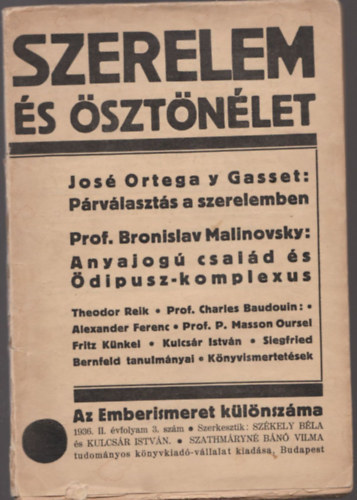 SZERELEM
ÉS ÖSZTÖNÉLET
José Ortega y Gasset:
Párválasztás a szerelemben
Prof. Bronislav Malinovsky:
Anyajogú család és
Ödipusz-komplexus
Theodor Reik • Prof. Charles Baudouin: •
Alexander Ferenc • Prof. P. Masson Oursel
Fritz Künkel • Kulcsár István • Siegfried
Bernfeld tanulmányai • Könyvismertetések
Az Emberismeret különszáma
1936. II. évfolyam 3. szám • Szerkesztik: SZÉKELY BÉLA
és KULCSÁR ISTVÁN. • SZATHMÁRYNÉ BÁNÓ VILMA
tudományos könyvkiadó-vállalat kiadása, Budapest